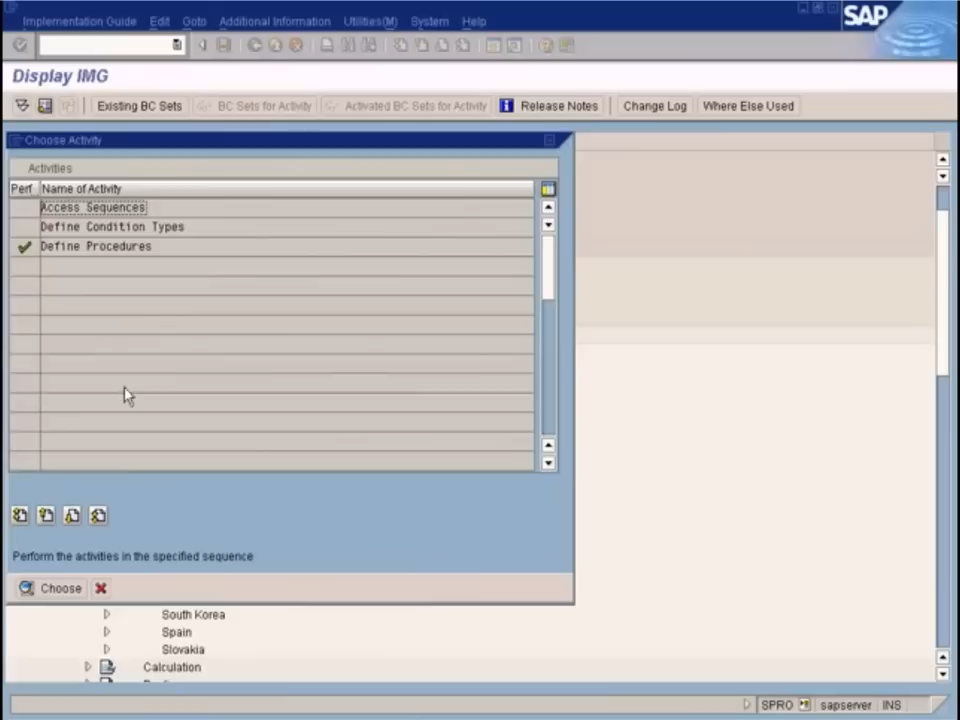 Implementation Guide Edit Goto Additional Information Utilities(M) System Help
SAP
Display IMG
Existing BC Sets BC Sets for Activity Activated BC Sets for Activity Release Notes Change Log Where Else Used
Choose Activity
Activities
Perf Name of Activity
Access Sequences
Define Condition Types
Define Procedures
Perform the activities in the specified sequence
Choose
South Korea
Spain
Slovakia
Calculation
SPRO sapserver INS